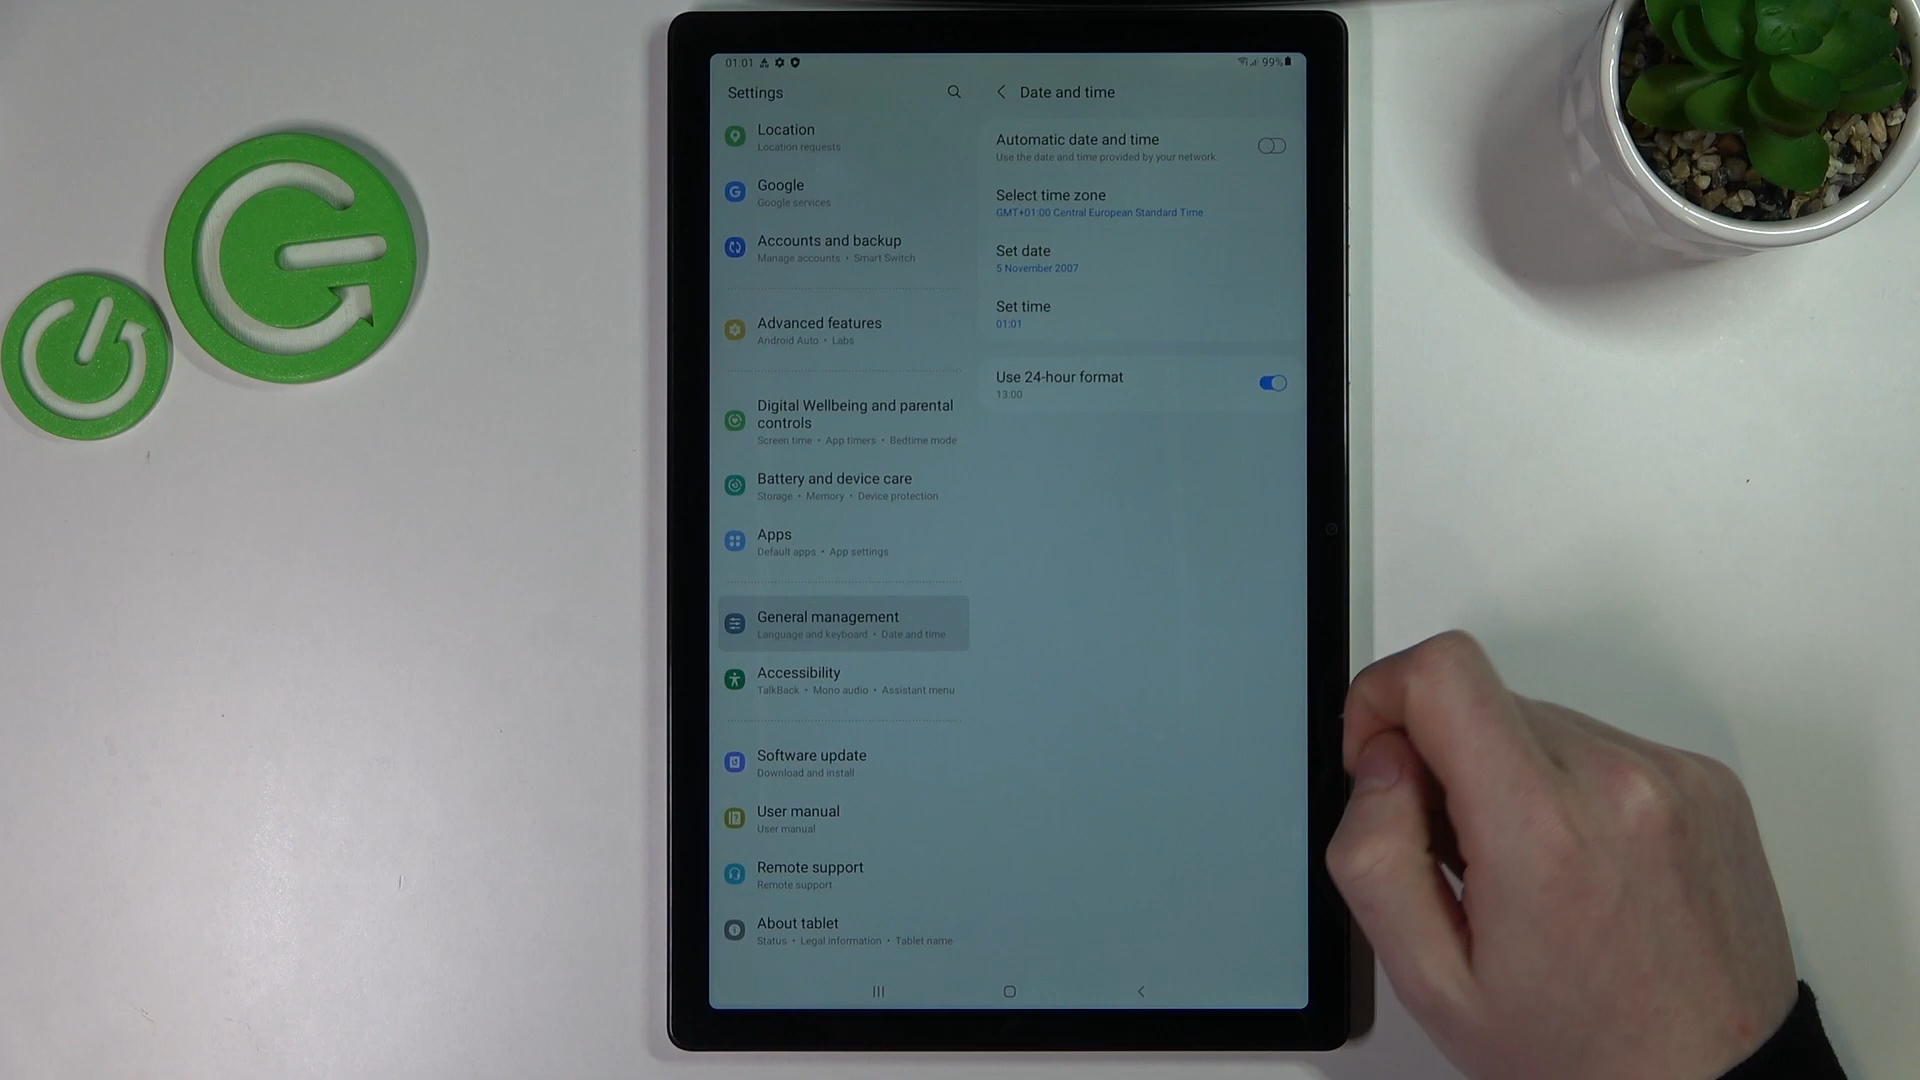 01:01
99%
Settings
Location
Location requests
Google
Google services
Accounts and backup
Manage accounts • Smart Switch
Advanced features
Android Auto • Labs
Digital Wellbeing and parental
controls
Screen time • App timers • Bedtime mode
Battery and device care
Storage • Memory • Device protection
Apps
Default apps • App settings
General management
Language and keyboard • Date and time
Accessibility
TalkBack • Mono audio • Assistant menu
Software update
Download and install
User manual
User manual
Remote support
Remote support
About tablet
Status • Legal information • Tablet name
Date and time
Automatic date and time
Use the date and time provided by your network.
Select time zone
GMT+01:00 Central European Standard Time
Set date
5 November 2007
Set time
01:01
Use 24-hour format
13:00